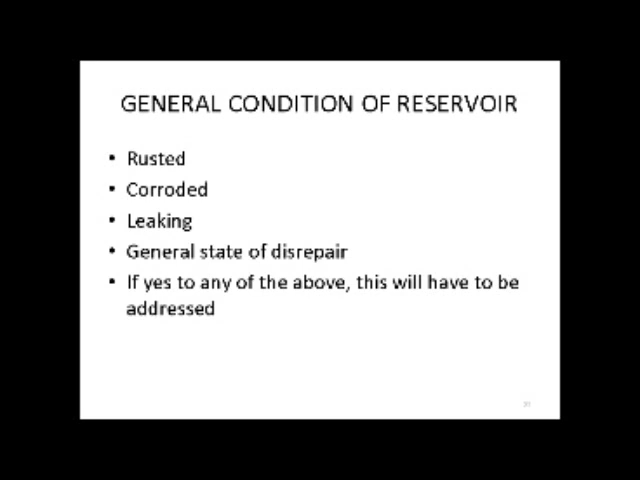 GENERAL CONDITION OF RESERVOIR
• Rusted
• Corroded
• Leaking
• General state of disrepair
• If yes to any of the above, this will have to be
addressed